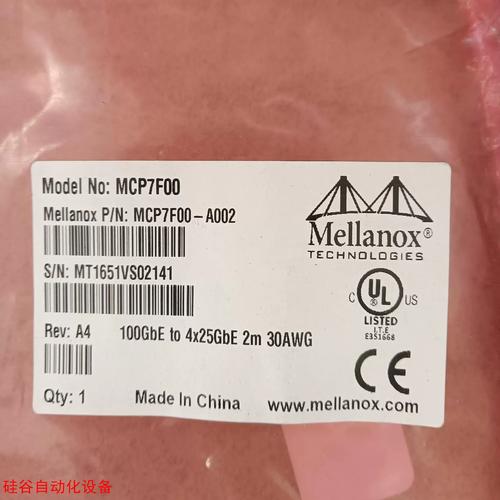 Model No: MCP7F00
Mellanox P/N: MCP7F00-A002
S/N: MT1651VS02141
Rev: A4
100GbE to 4x25GbE 2m 30AWG
Qty: 1
Made In China
www.mellanox.com
Mellanox®
TECHNOLOGIES
C UL US
®
LISTED
I.T.E
E351668
CE
硅谷自动化设备